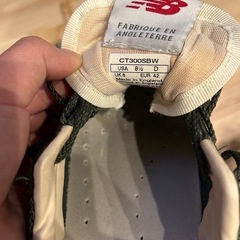 FABRIQUÉ EN
ANGLETERRE
CT300SBW
USA 8½ D
UK 8 EUR 42
Made in England